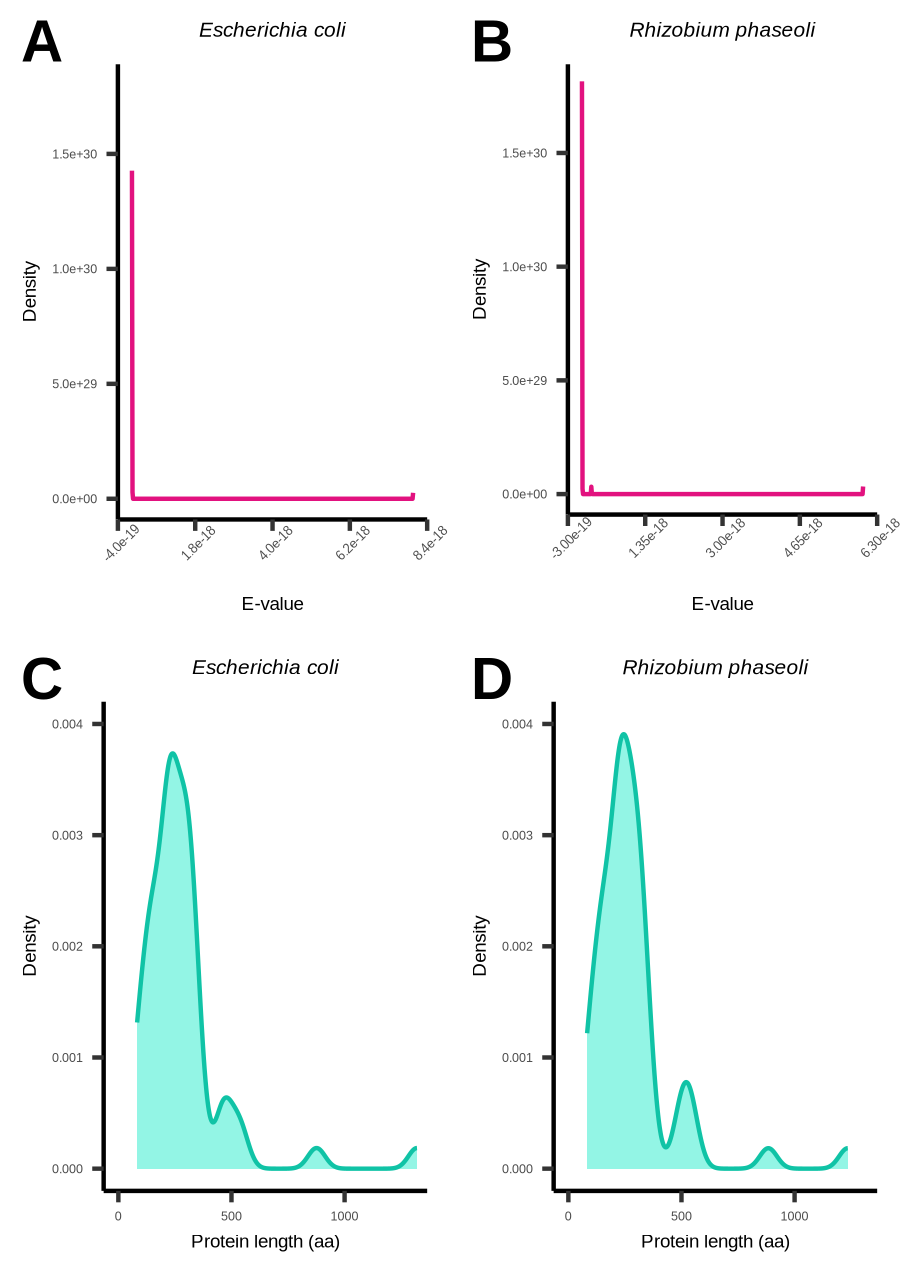 A
Escherichia coli
Density
1.5e+30
1.0e+30
5.0e+29
0.0e+00
-4.0e-19
1.8e-18
4.0e-18
6.2e-18
8.4e-18
E-value
B
Rhizobium phaseoli
Density
1.5e+30
1.0e+30
5.0e+29
0.0e+00
-3.00e-19
1.35e-18
3.00e-18
4.65e-18
6.30e-18
E-value
C
Escherichia coli
Density
0.004
0.003
0.002
0.001
0.000
0
500
1000
Protein length (aa)
D
Rhizobium phaseoli
Density
0.004
0.003
0.002
0.001
0.000
0
500
1000
Protein length (aa)